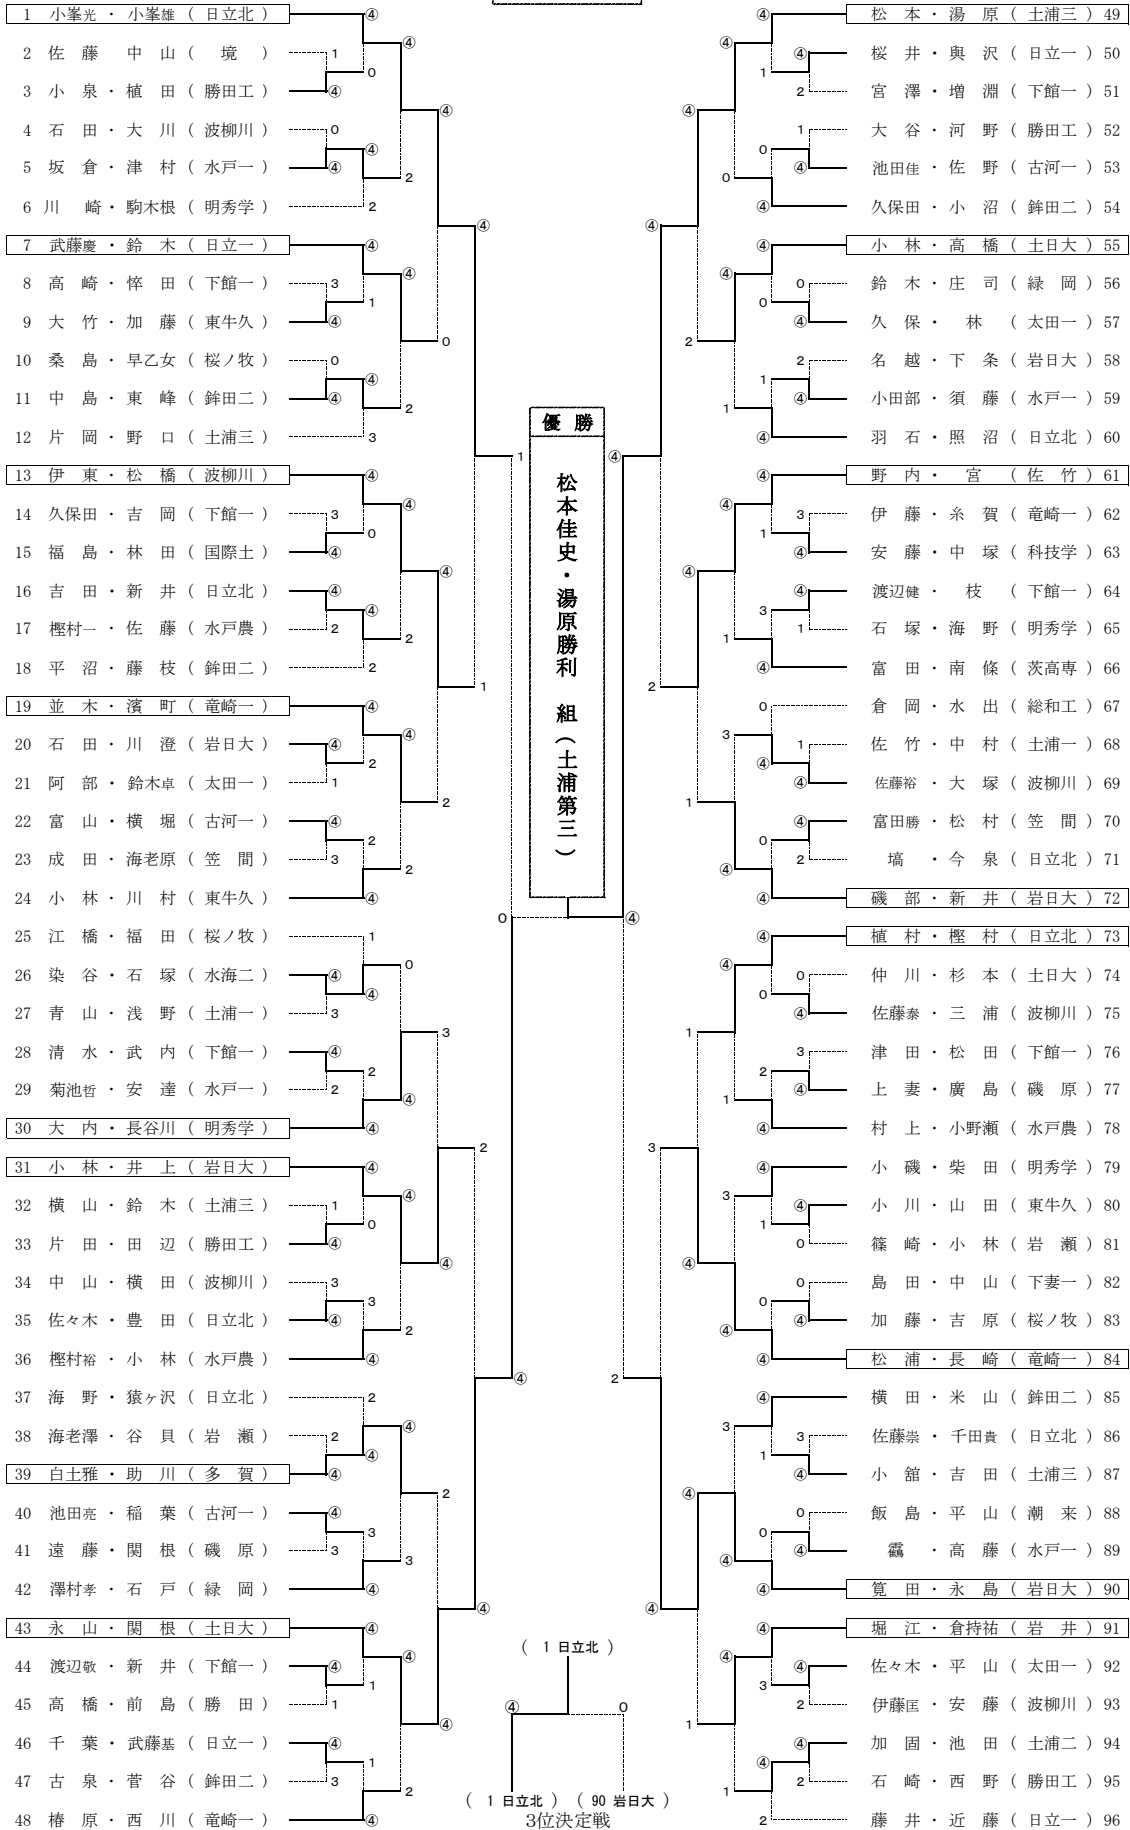 1 小峯光・小峯雄 ( 日立北 )
2 佐藤 中山 ( 境 )
3 小泉・植田 ( 勝田工 )
4 石田・大川 ( 波柳川 )
5 坂倉・津村 ( 水戸一 )
6 川崎・駒木根 ( 明秀学 )
7 武藤慶・鈴木 ( 日立一 )
8 高崎・倅田 ( 下館一 )
9 大竹・加藤 ( 東牛久 )
10 桑島・早乙女 ( 桜ノ牧 )
11 中島・東峰 ( 鉾田二 )
12 片岡・野口 ( 土浦三 )
13 伊東・松橋 ( 波柳川 )
14 久保田・吉岡 ( 下館一 )
15 福島・林田 ( 国際土 )
16 吉田・新井 ( 日立北 )
17 樫村一・佐藤 ( 水戸農 )
18 平沼・藤枝 ( 鉾田二 )
19 並木・濱町 ( 竜崎一 )
20 石田・川澄 ( 岩日大 )
21 阿部・鈴木卓 ( 太田一 )
22 富山・横堀 ( 古河一 )
23 成田・海老原 ( 笠間 )
24 小林・川村 ( 東牛久 )
25 江橋・福田 ( 桜ノ牧 )
26 染谷・石塚 ( 水海二 )
27 青山・浅野 ( 土浦一 )
28 清水・武内 ( 下館一 )
29 菊池哲・安達 ( 水戸一 )
30 大内・長谷川 ( 明秀学 )
31 小林・井上 ( 岩日大 )
32 横山・鈴木 ( 土浦三 )
33 片田・田辺 ( 勝田工 )
34 中山・横田 ( 波柳川 )
35 佐々木・豊田 ( 日立北 )
36 樫村裕・小林 ( 水戸農 )
37 海野・猿ヶ沢 ( 日立北 )
38 海老澤・谷貝 ( 岩瀬 )
39 白土雅・助川 ( 多賀 )
40 池田亮・稲葉 ( 古河一 )
41 遠藤・関根 ( 磯原 )
42 澤村孝・石戸 ( 緑岡 )
43 永山・関根 ( 土日大 )
44 渡辺敬・新井 ( 下館一 )
45 高橋・前島 ( 勝田 )
46 千葉・武藤基 ( 日立一 )
47 古泉・菅谷 ( 鉾田二 )
48 椿原・西川 ( 竜崎一 )
優勝
松本佳史・湯原勝利 組（土浦第三）
松本・湯原 ( 土浦三 ) 49
桜井・與沢 ( 日立一 ) 50
宮澤・増淵 ( 下館一 ) 51
大谷・河野 ( 勝田工 ) 52
池田佳・佐野 ( 古河一 ) 53
久保田・小沼 ( 鉾田二 ) 54
小林・高橋 ( 土日大 ) 55
鈴木・庄司 ( 緑岡 ) 56
久保・林 ( 太田一 ) 57
名越・下条 ( 岩日大 ) 58
小田部・須藤 ( 水戸一 ) 59
羽石・照沼 ( 日立北 ) 60
野内・宮 ( 佐竹 ) 61
伊藤・糸賀 ( 竜崎一 ) 62
安藤・中塚 ( 科技学 ) 63
渡辺健・枝 ( 下館一 ) 64
石塚・海野 ( 明秀学 ) 65
富田・南條 ( 茨高専 ) 66
倉岡・水出 ( 総和工 ) 67
佐竹・中村 ( 土浦一 ) 68
佐藤裕・大塚 ( 波柳川 ) 69
富田勝・松村 ( 笠間 ) 70
塙・今泉 ( 日立北 ) 71
磯部・新井 ( 岩日大 ) 72
植村・樫村 ( 日立北 ) 73
仲川・杉本 ( 土日大 ) 74
佐藤泰・三浦 ( 波柳川 ) 75
津田・松田 ( 下館一 ) 76
上妻・廣島 ( 磯原 ) 77
村上・小野瀬 ( 水戸農 ) 78
小磯・柴田 ( 明秀学 ) 79
小川・山田 ( 東牛久 ) 80
篠崎・小林 ( 岩瀬 ) 81
島田・中山 ( 下妻一 ) 82
加藤・吉原 ( 桜ノ牧 ) 83
松浦・長崎 ( 竜崎一 ) 84
横田・米山 ( 鉾田二 ) 85
佐藤崇・千田貴 ( 日立北 ) 86
小舘・吉田 ( 土浦三 ) 87
飯島・平山 ( 潮来 ) 88
・高藤 ( 水戸一 ) 89
筧田・永島 ( 岩日大 ) 90
堀江・倉持祐 ( 岩井 ) 91
佐々木・平山 ( 太田一 ) 92
伊藤匡・安藤 ( 波柳川 ) 93
加固・池田 ( 土浦二 ) 94
石崎・西野 ( 勝田工 ) 95
藤井・近藤 ( 日立一 ) 96
( 1 日立北 )
④ 0
( 1 日立北 ) ( 90 岩日大 )
3位決定戦